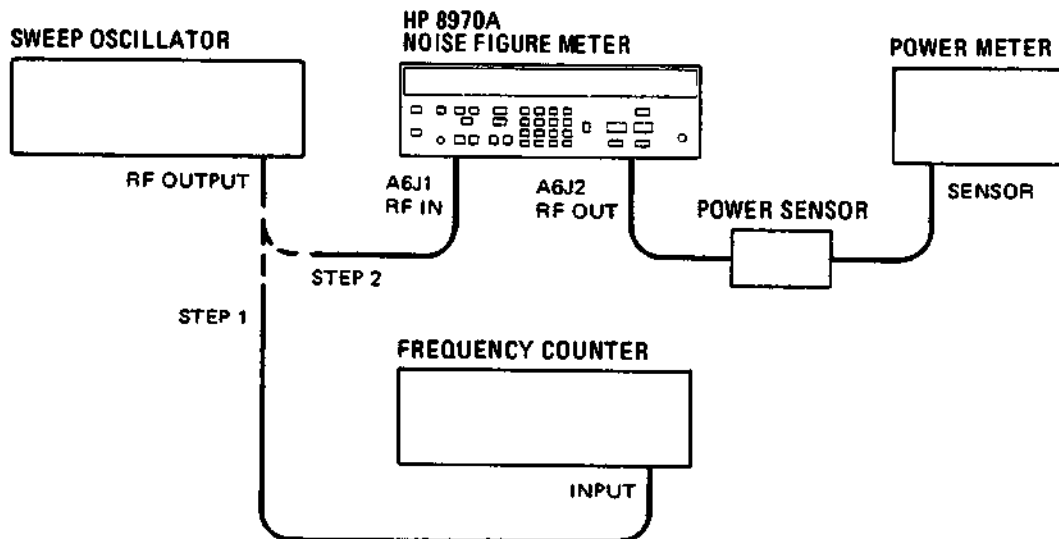 SWEEP OSCILLATOR
HP 8970A
NOISE FIGURE METER
POWER METER
RF OUTPUT
A6J1
RF IN
A6J2
RF OUT
POWER SENSOR
SENSOR
STEP 2
STEP 1
FREQUENCY COUNTER
INPUT